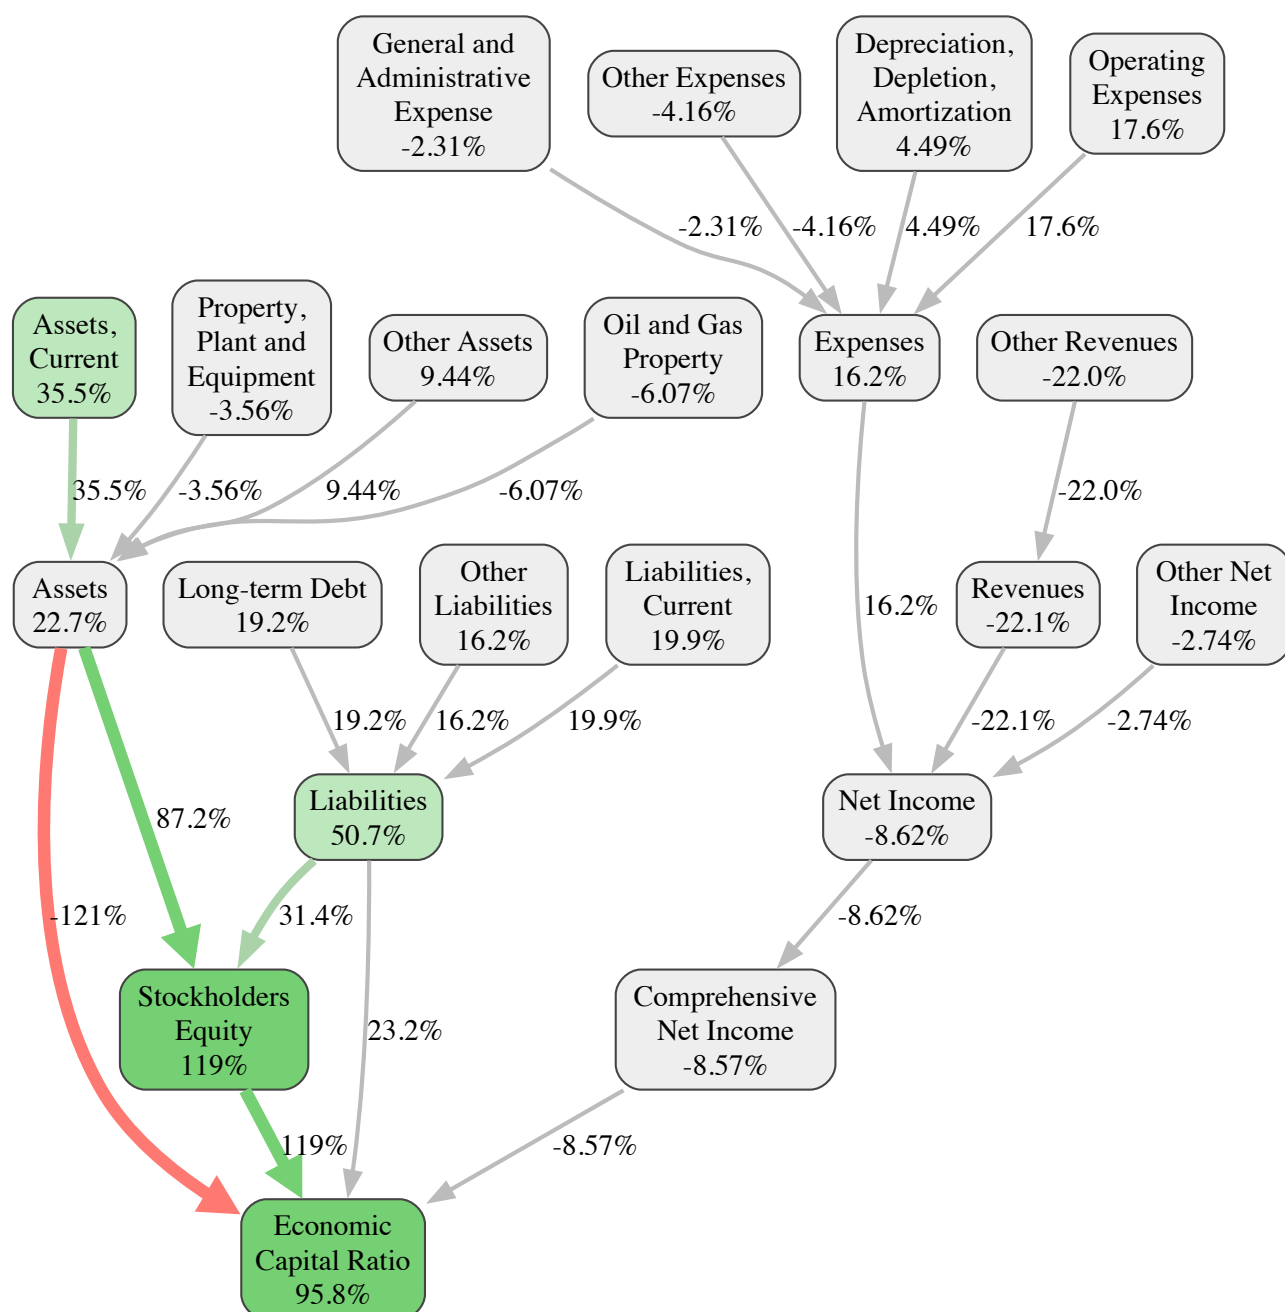 General and
Administrative
Expense
-2.31%
Other Expenses
-4.16%
Depreciation,
Depletion,
Amortization
4.49%
Operating
Expenses
17.6%
-2.31%
-4.16%
4.49%
17.6%
Assets,
Current
35.5%
Property,
Plant and
Equipment
-3.56%
Other Assets
9.44%
Oil and Gas
Property
-6.07%
Expenses
16.2%
Other Revenues
-22.0%
35.5%
-3.56%
9.44%
-6.07%
-22.0%
Assets
22.7%
Long-term Debt
19.2%
Other
Liabilities
16.2%
Liabilities,
Current
19.9%
16.2%
Revenues
-22.1%
Other Net
Income
-2.74%
19.2%
16.2%
19.9%
-22.1%
-2.74%
87.2%
Liabilities
50.7%
Net Income
-8.62%
-121%
31.4%
-8.62%
Stockholders
Equity
119%
23.2%
Comprehensive
Net Income
-8.57%
119%
-8.57%
Economic
Capital Ratio
95.8%